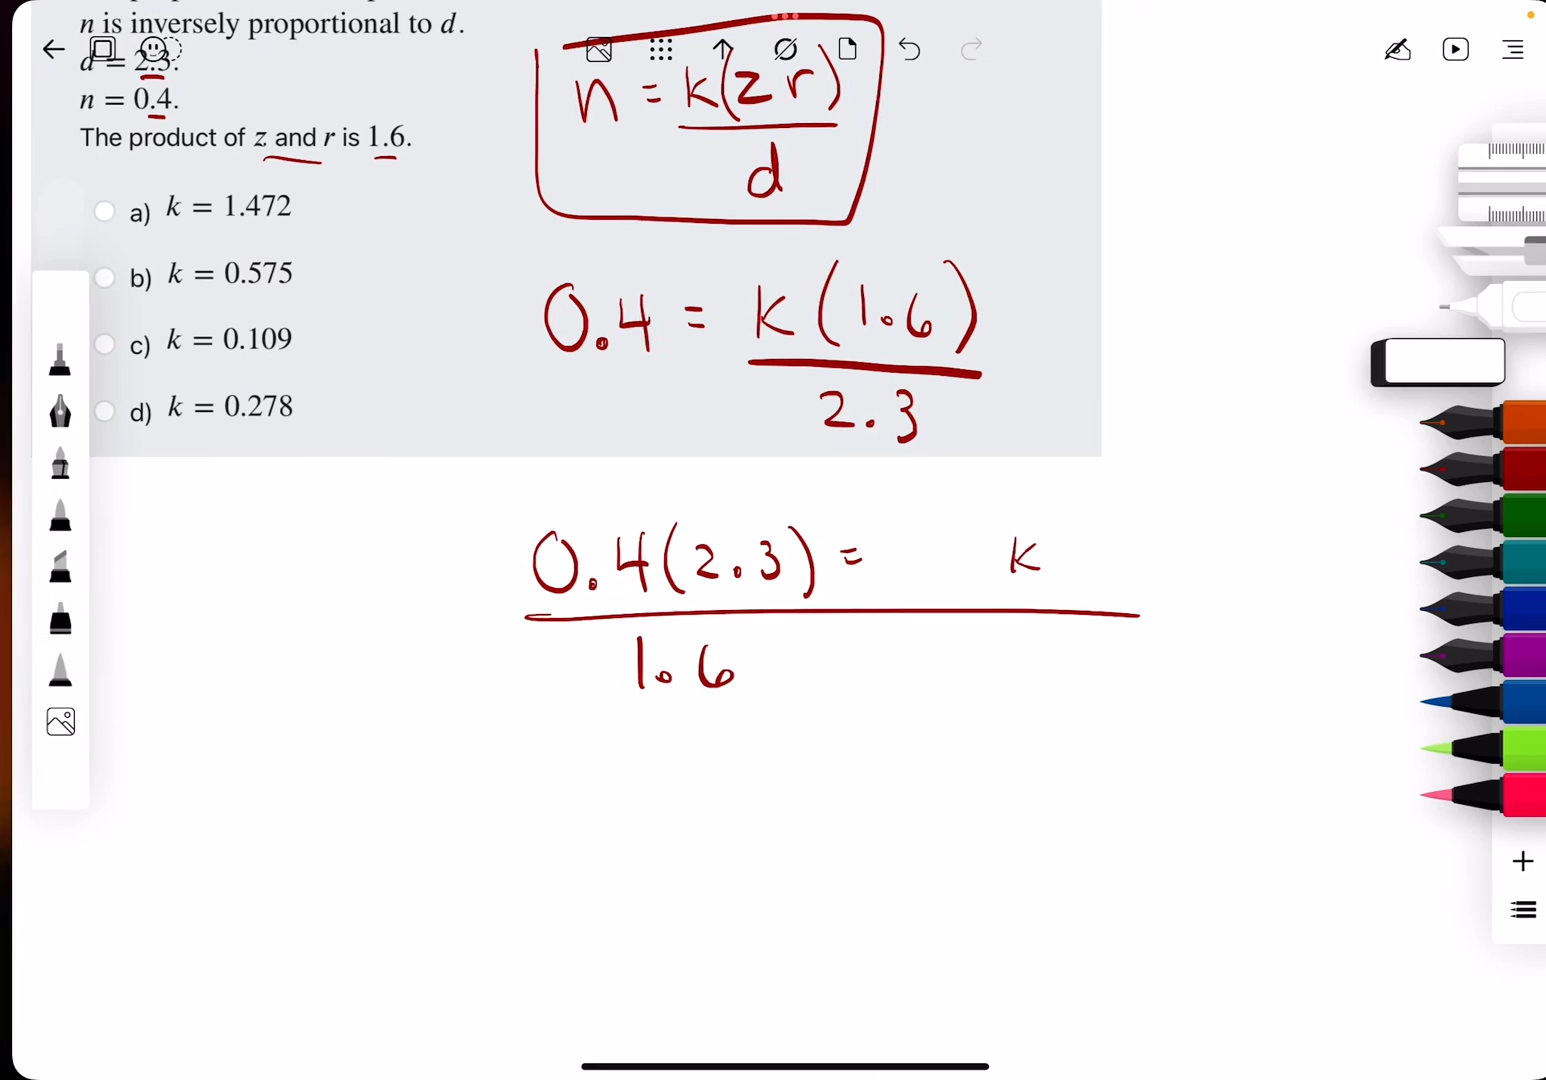 n is inversely proportional to d.
d = 2.3.
n = 0.4.
The product of z and r is 1.6.
a) k = 1.472
b) k = 0.575
c) k = 0.109
d) k = 0.278
n = k(z r)
d
0.4 = k(1.6)
2.3
0.4(2.3) = k
1.6